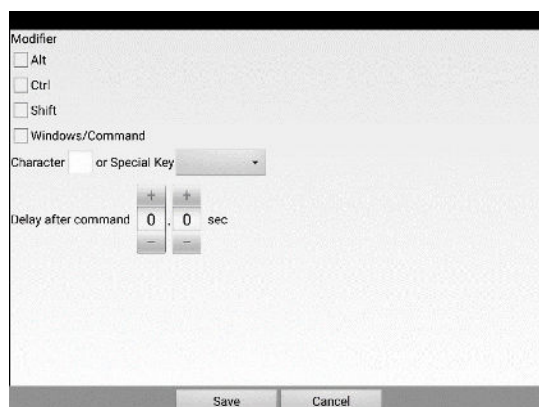 Modifier
Alt
Ctrl
Shift
Windows/Command
Character or Special Key
+ +
Delay after command 0 . 0 sec
− −
Save Cancel